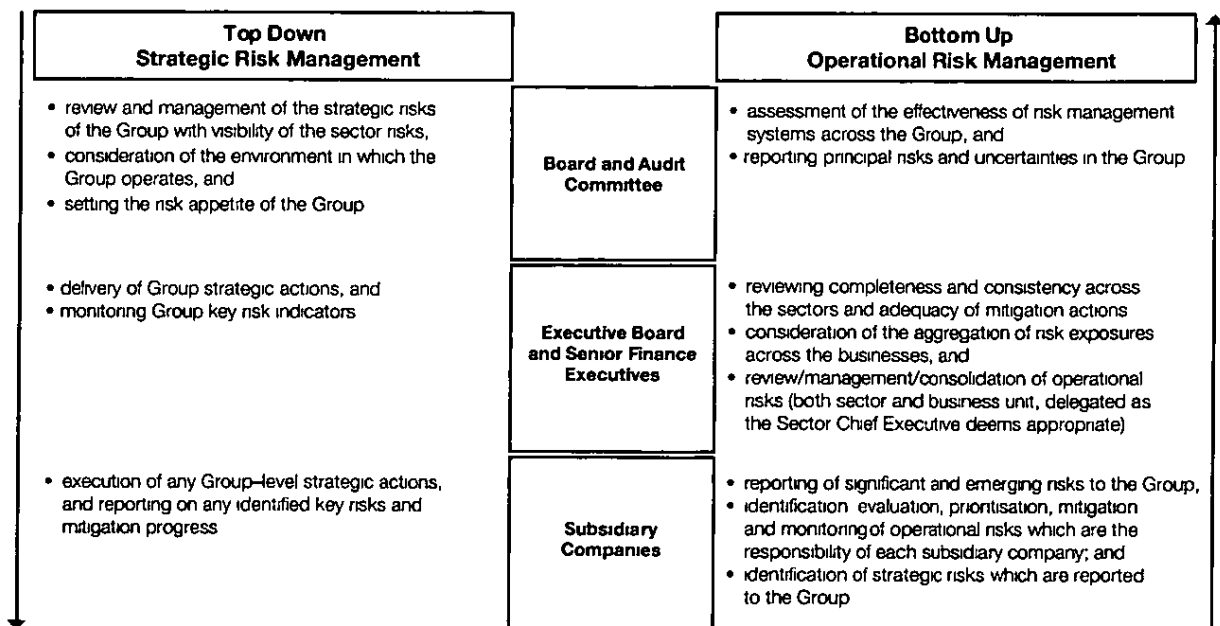 Top Down
Strategic Risk Management
Bottom Up
Operational Risk Management
• review and management of the strategic risks
of the Group with visibility of the sector risks,
• consideration of the environment in which the
Group operates, and
• setting the risk appetite of the Group
Board and Audit
Committee
• assessment of the effectiveness of risk management
systems across the Group, and
• reporting principal risks and uncertainties in the Group
• delivery of Group strategic actions, and
• monitoring Group key risk indicators
Executive Board
and Senior Finance
Executives
• reviewing completeness and consistency across
the sectors and adequacy of mitigation actions
• consideration of the aggregation of risk exposures
across the businesses, and
• review/management/consolidation of operational
risks (both sector and business unit, delegated as
the Sector Chief Executive deems appropriate)
• execution of any Group–level strategic actions,
and reporting on any identified key risks and
mitigation progress
Subsidiary
Companies
• reporting of significant and emerging risks to the Group,
• identification evaluation, prioritisation, mitigation
and monitoring of operational risks which are the
responsibility of each subsidiary company; and
• identification of strategic risks which are reported
to the Group